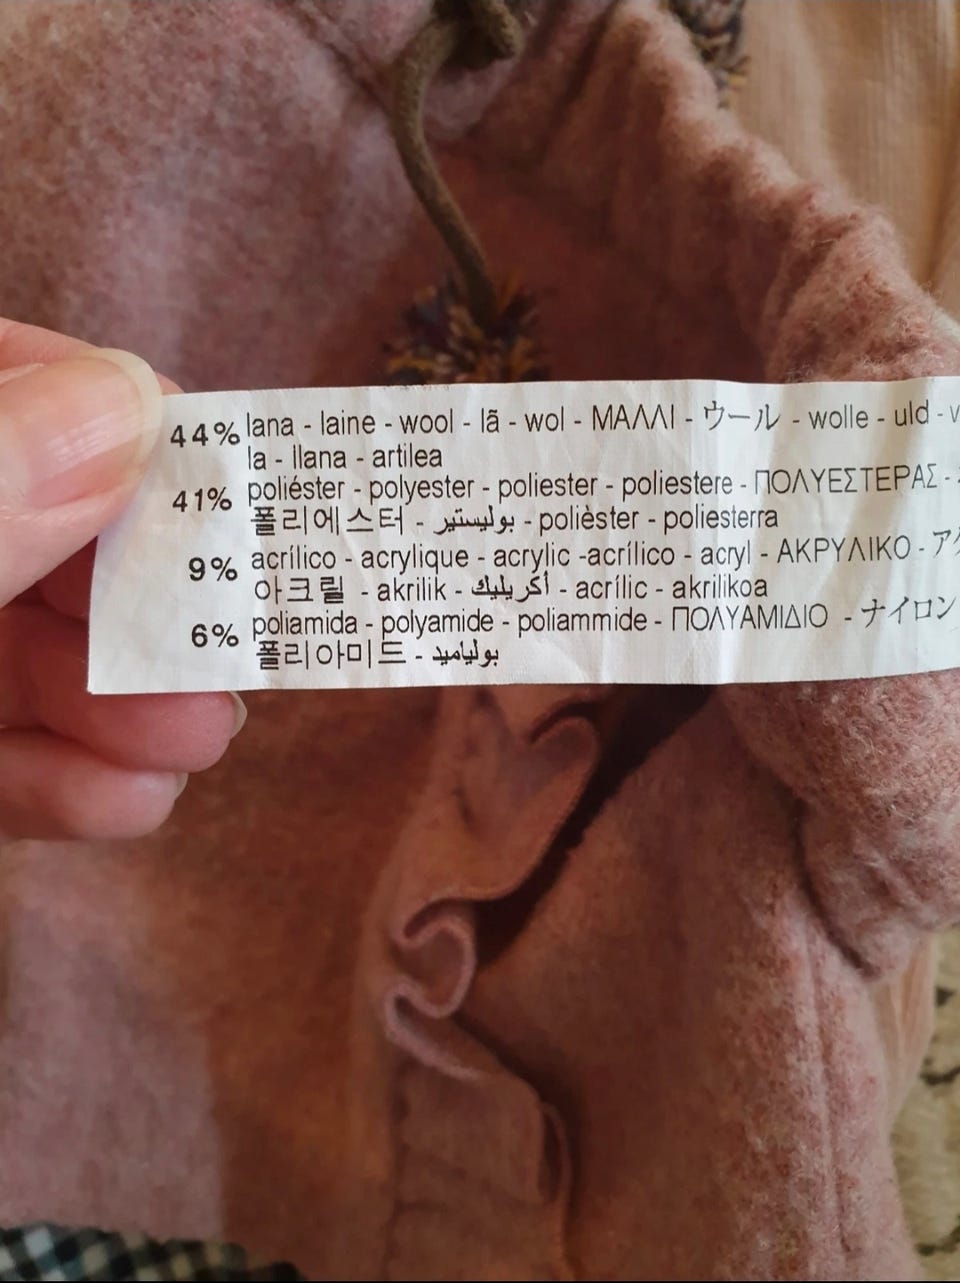 44% lana - laine - wool - lã - wol - ΜΑΛΛΙ - ウール - wolle - uld -
la - llana - artilea
41% poliéster - polyester - poliester - poliestere - ΠΟΛΥΕΣΤΕΡΑΣ -
폴리에스터 - بوليستير - polièster - poliesterra
9% acrílico - acrylique - acrylic -acrílico - acryl - ΑΚΡΥΛΙΚΟ -
아크릴 - akrilik - أكريليك - acrílic - akrilikoa
6% poliamida - polyamide - poliammide - ΠΟΛΥΑΜΙΔΙΟ - ナイロン
폴리아미드 - بولياميد